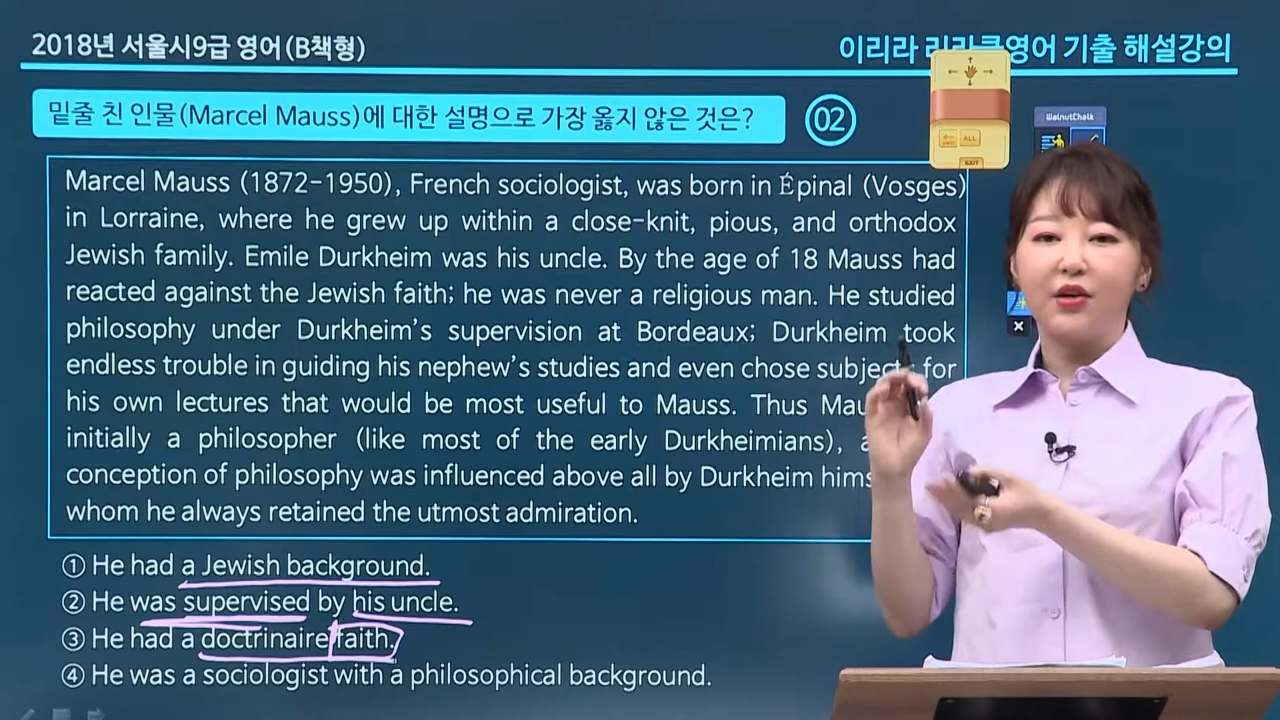 2018년 서울시9급 영어(B책형)
이리라 영어 기출 해설강의
밑줄 친 인물(Marcel Mauss)에 대한 설명으로 가장 옳지 않은 것은?
02
WalnutChalk
ALL
EXIT
Marcel Mauss (1872-1950), French sociologist, was born in Épinal (Vosges)
in Lorraine, where he grew up within a close-knit, pious, and orthodox
Jewish family. Emile Durkheim was his uncle. By the age of 18 Mauss had
reacted against the Jewish faith; he was never a religious man. He studied
philosophy under Durkheim's supervision at Bordeaux; Durkheim took
endless trouble in guiding his nephew's studies and even chose subjects for
his own lectures that would be most useful to Mauss. Thus
initially a philosopher (like most of the early Durkheimians),
conception of philosophy was influenced above all by Durkheim
whom he always retained the utmost admiration.
① He had a Jewish background.
② He was supervised by his uncle.
③ He had a doctrinaire faith.
④ He was a sociologist with a philosophical background.